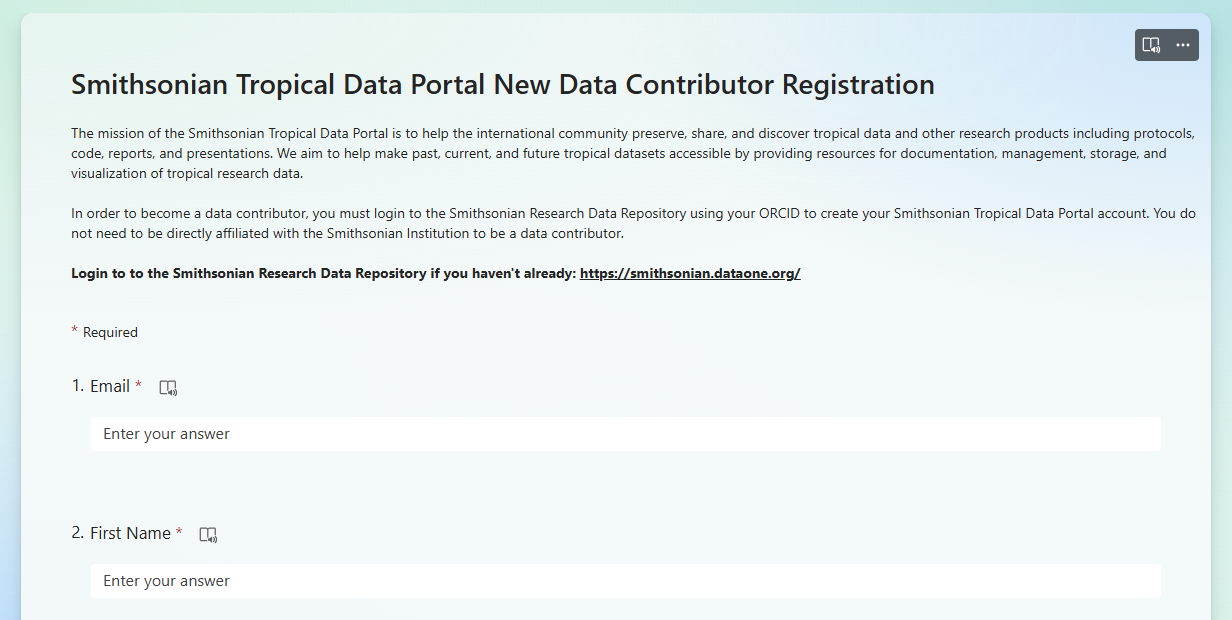 Smithsonian Tropical Data Portal New Data Contributor Registration
The mission of the Smithsonian Tropical Data Portal is to help the international community preserve, share, and discover tropical data and other research products including protocols,
code, reports, and presentations. We aim to help make past, current, and future tropical datasets accessible by providing resources for documentation, management, storage, and
visualization of tropical research data.
In order to become a data contributor, you must login to the Smithsonian Research Data Repository using your ORCID to create your Smithsonian Tropical Data Portal account. You do
not need to be directly affiliated with the Smithsonian Institution to be a data contributor.
Login to to the Smithsonian Research Data Repository if you haven't already: https://smithsonian.dataone.org/
* Required
1. Email *
Enter your answer
2. First Name *
Enter your answer